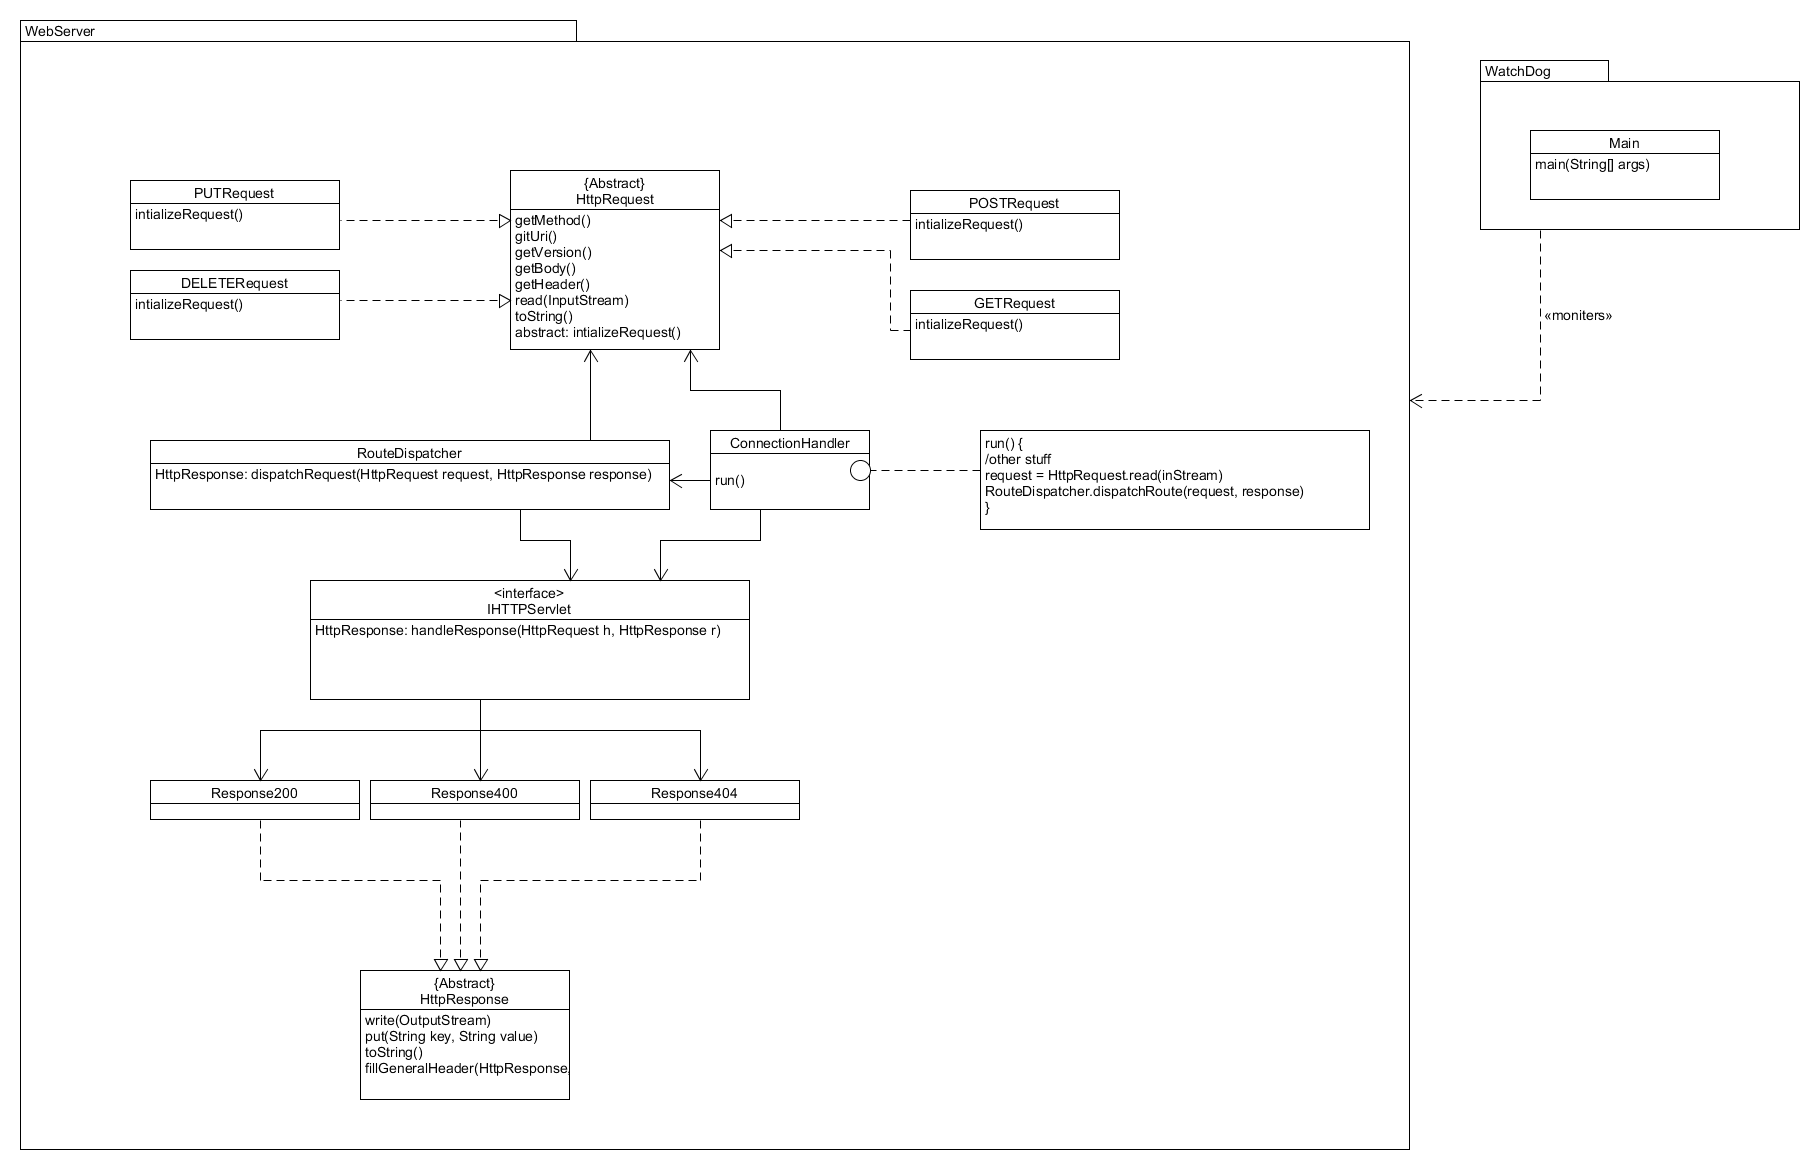 WebServer
WatchDog
Main
main(String[] args)
PUTRequest
intializeRequest()
{Abstract}
HttpRequest
getMethod()
gitUri()
getVersion()
getBody()
getHeader()
read(InputStream)
toString()
abstract: intializeRequest()
POSTRequest
intializeRequest()
DELETERequest
intializeRequest()
GETRequest
intializeRequest()
«moniters»
RouteDispatcher
HttpResponse: dispatchRequest(HttpRequest request, HttpResponse response)
ConnectionHandler
run()
run() {
/other stuff
request = HttpRequest.read(inStream)
RouteDispatcher.dispatchRoute(request, response)
}
<interface>
IHTTPServlet
HttpResponse: handleResponse(HttpRequest h, HttpResponse r)
Response200
Response400
Response404
{Abstract}
HttpResponse
write(OutputStream)
put(String key, String value)
toString()
fillGeneralHeader(HttpResponse,